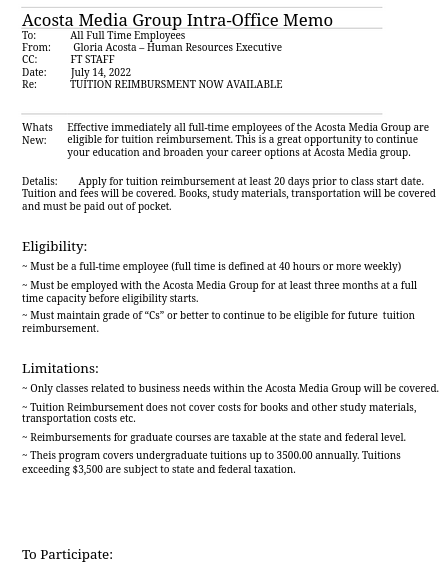 Acosta Media Group Intra-Office Memo
To: All Full Time Employees
From: Gloria Acosta – Human Resources Executive
CC: FT STAFF
Date: July 14, 2022
Re: TUITION REIMBURSMENT NOW AVAILABLE
Whats Effective immediately all full-time employees of the Acosta Media Group are
New: eligible for tuition reimbursement. This is a great opportunity to continue
your education and broaden your career options at Acosta Media group.
Detalis: Apply for tuition reimbursement at least 20 days prior to class start date.
Tuition and fees will be covered. Books, study materials, transportation will be covered
and must be paid out of pocket.
Eligibility:
~ Must be a full-time employee (full time is defined at 40 hours or more weekly)
~ Must be employed with the Acosta Media Group for at least three months at a full
time capacity before eligibility starts.
~ Must maintain grade of “Cs” or better to continue to be eligible for future tuition
reimbursement.
Limitations:
~ Only classes related to business needs within the Acosta Media Group will be covered.
~ Tuition Reimbursement does not cover costs for books and other study materials,
transportation costs etc.
~ Reimbursements for graduate courses are taxable at the state and federal level.
~ Theis program covers undergraduate tuitions up to 3500.00 annually. Tuitions
exceeding $3,500 are subject to state and federal taxation.
To Participate: